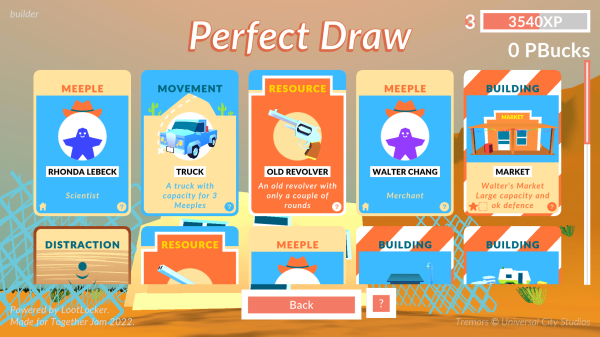 builder
Perfect Draw
3
3540XP
0 PBucks
MEEPLE
RHONDA LEBECK
Scientist
?
MOVEMENT
TRUCK
A truck with
capacity for 3
Meeples
?
RESOURCE
OLD REVOLVER
An old revolver with
only a couple of
rounds
?
MEEPLE
WALTER CHANG
Merchant
?
BUILDING
MARKET
MARKET
Walter's Market
Large capacity and
ok defence
?
DISTRACTION
RESOURCE
MEEPLE
BUILDING
BUILDING
Back
?
Powered by LootLocker.
Made for Together Jam 2022.
Tremors © Universal City Studios